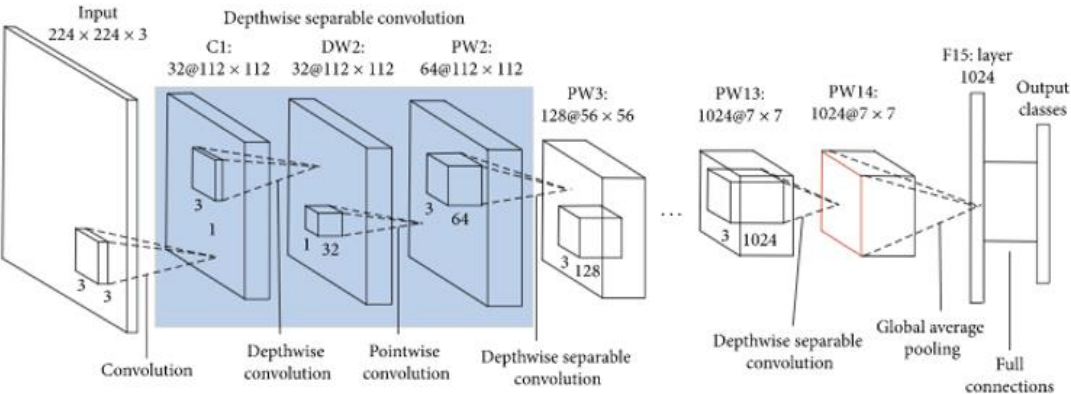 Input
224 × 224 × 3
Depthwise separable convolution
C1:
32@112 × 112
DW2:
32@112 × 112
PW2:
64@112 × 112
PW3:
128@56 × 56
PW13:
1024@7 × 7
PW14:
1024@7 × 7
F15: layer
1024
Output
classes
3
3
3
1
1
32
3
64
3
128
...
3
1024
Convolution
Depthwise
convolution
Pointwise
convolution
Depthwise separable
convolution
Depthwise separable
convolution
Global average
pooling
Full
connections